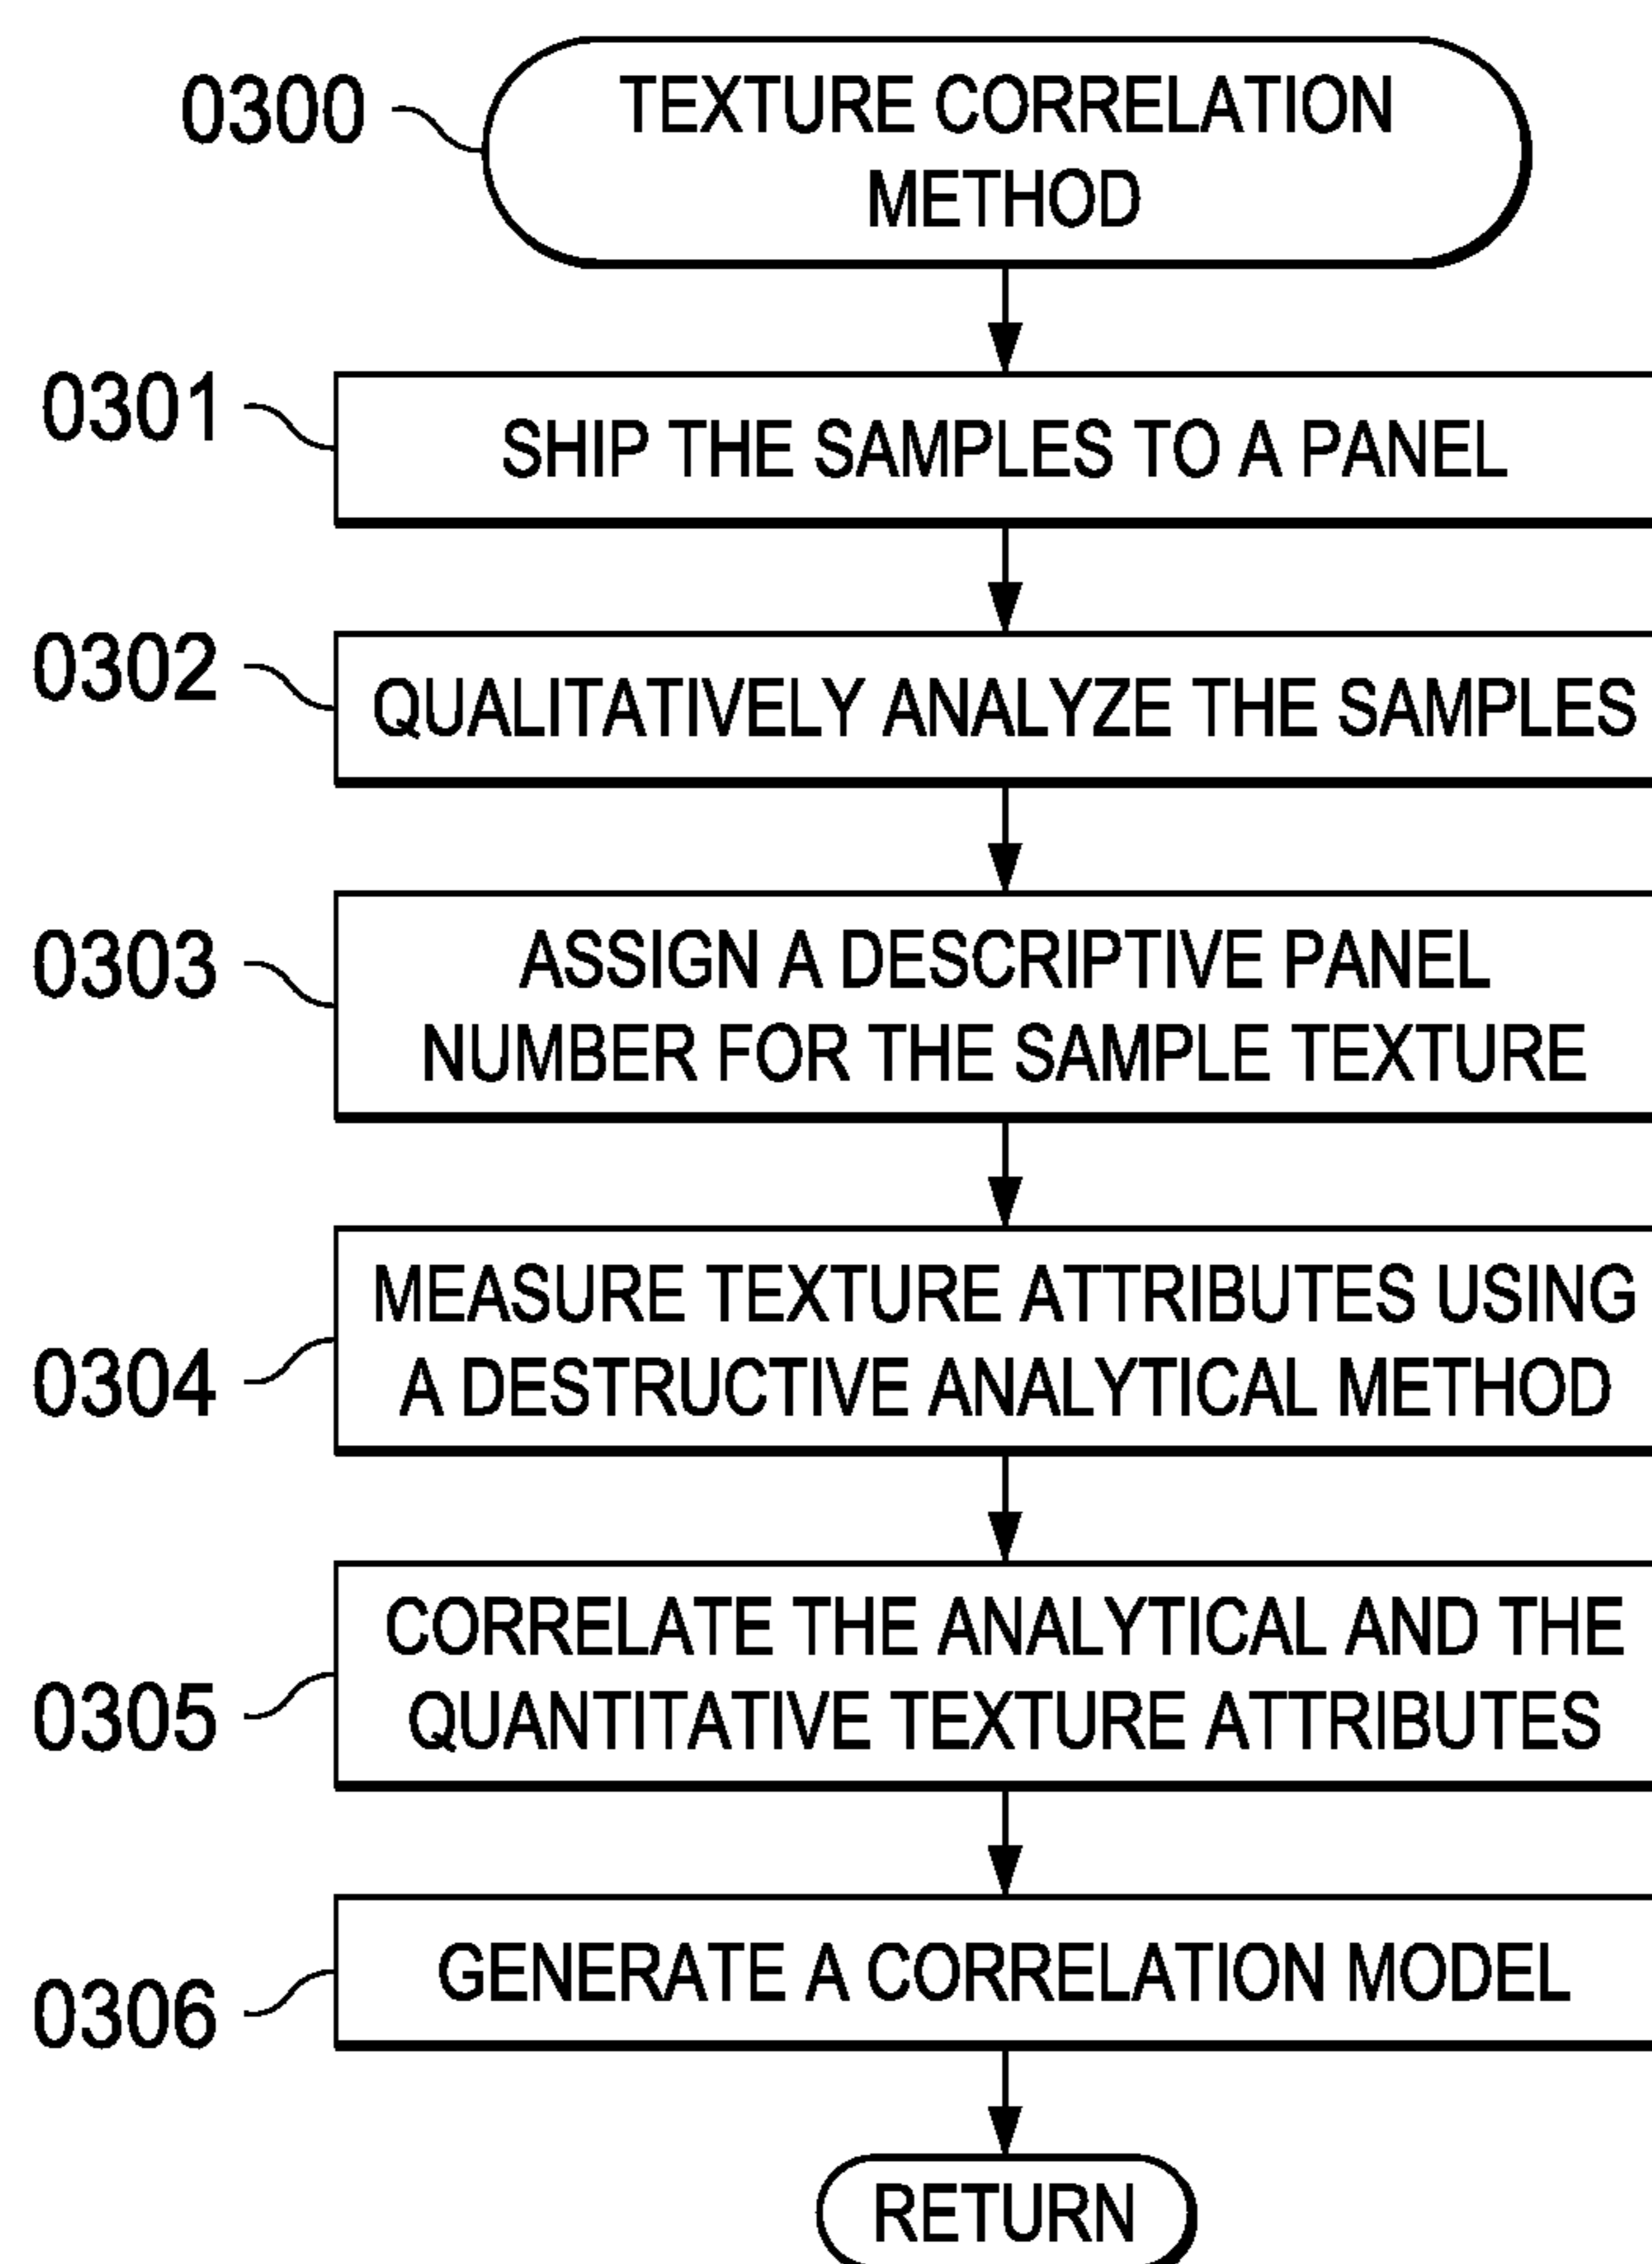 0300
TEXTURE CORRELATION
METHOD
0301
SHIP THE SAMPLES TO A PANEL
0302
QUALITATIVELY ANALYZE THE SAMPLES
0303
ASSIGN A DESCRIPTIVE PANEL
NUMBER FOR THE SAMPLE TEXTURE
MEASURE TEXTURE ATTRIBUTES USING
0304
A DESTRUCTIVE ANALYTICAL METHOD
CORRELATE THE ANALYTICAL AND THE
0305
QUANTITATIVE TEXTURE ATTRIBUTES
GENERATE A CORRELATION MODEL
0306
RETURN